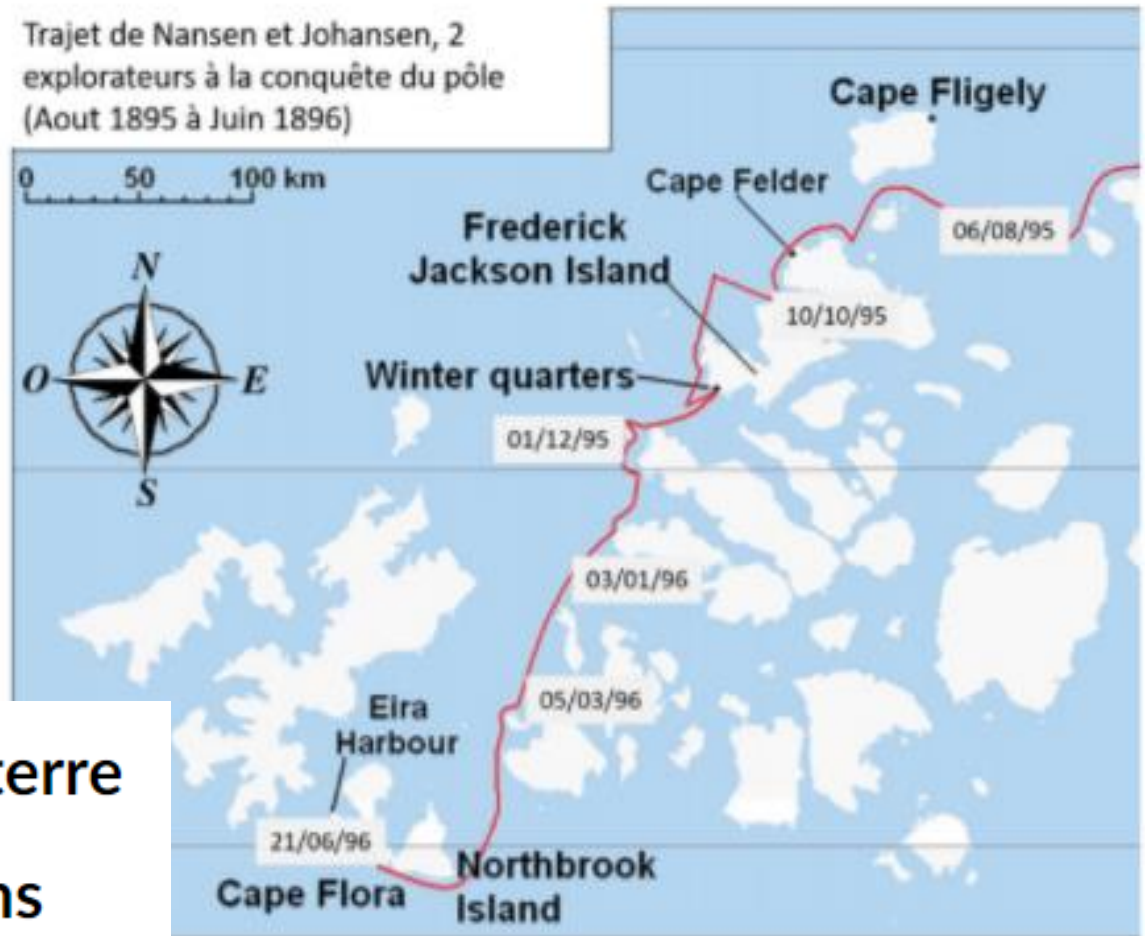 Trajet de Nansen et Johansen, 2
explorateurs à la conquête du pôle
(Aout 1895 à Juin 1896)
0 50 100 km
Cape Fligely
Cape Felder
06/08/95
Frederick
Jackson Island
N
10/10/95
O E
Winter quarters
01/12/95
S
03/01/96
05/03/96
Eira
Harbour
terre
21/06/96
Northbrook
Island
Cape Flora
ns